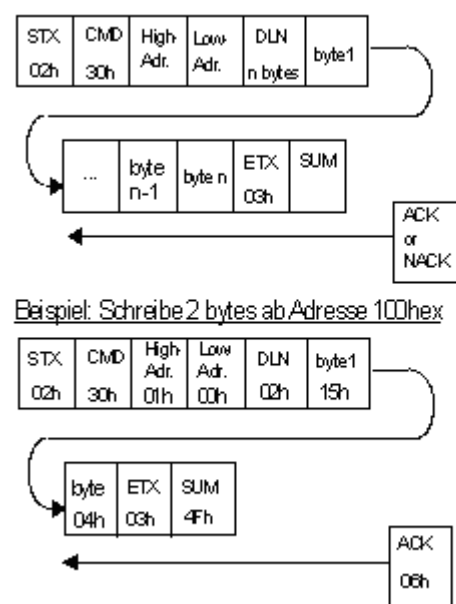 STX CMD High Low DLN byte1
02h 30h Adr. Adr. n bytes
... byte byte n ETX SUM
n-1 03h
ACK
or
NACK
Beispiel: Schreibe 2 bytes ab Adresse 100hex
STX CMD High Low DLN byte1
02h 30h Adr. Adr. 02h 15h
01h 00h
byte ETX SUM
04h 03h 4Fh
ACK
06h